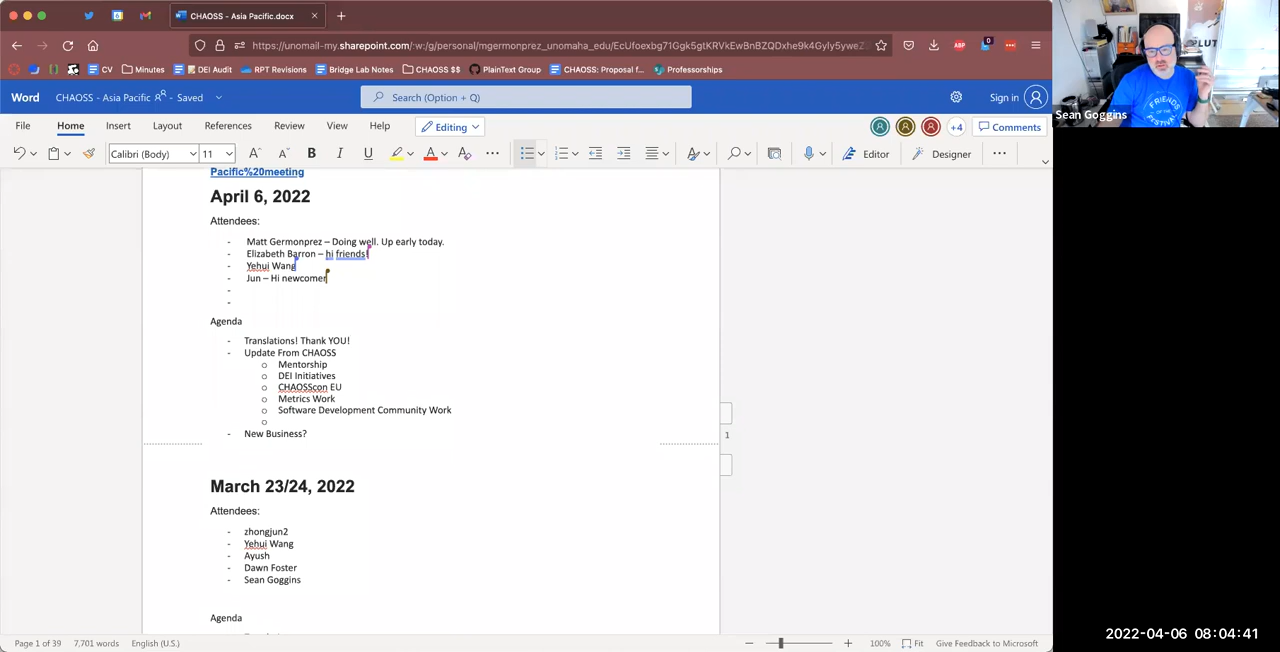 CHAOSS - Asia Pacific.docx
https://unomail-my.sharepoint.com/:w:/g/personal/mgermonprez_unomaha_edu/EcUfoexbg71Ggk5gtKRVkEwBnBZQDxhe9k4Gyly5yweZ
CV Minutes DEI Audit RPT Revisions Bridge Lab Notes CHAOSS $$ PlainText Group CHAOSS: Proposal f... Professorships
Word CHAOSS - Asia Pacific - Saved Search (Option + Q) Sign in
Sean Goggins
FRIENDS
OF THE
FESTIVAL
File Home Insert Layout References Review View Help Editing +4 Comments
Calibri (Body) 11 Editor Designer
Pacific%20meeting
April 6, 2022
Attendees:
- Matt Germonprez – Doing well. Up early today.
- Elizabeth Barron – hi friends!
- Yehui Wang
- Jun – Hi newcomer
-
-
Agenda
- Translations! Thank YOU!
- Update From CHAOSS
o Mentorship
o DEI Initiatives
o CHAOSScon EU
o Metrics Work
o Software Development Community Work
o
- New Business?
1
March 23/24, 2022
Attendees:
- zhongjun2
- Yehui Wang
- Ayush
- Dawn Foster
- Sean Goggins
Agenda
Page 1 of 39 7,701 words English (U.S.) 100% Fit Give Feedback to Microsoft
2022-04-06 08:04:41